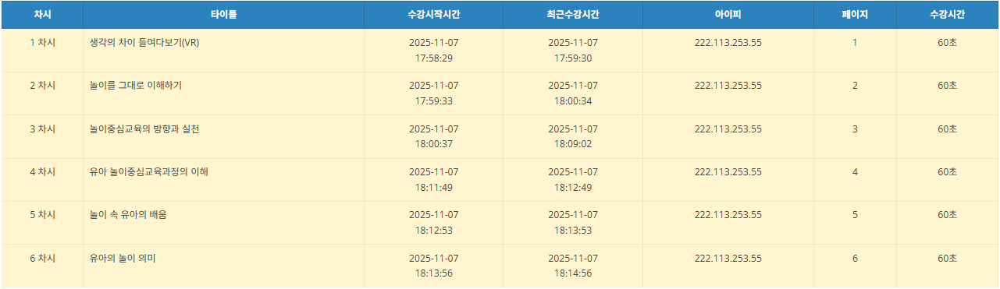 차시 타이틀 수강시작시간 최근수강시간 아이피 페이지 수강시간
1 차시 생각의 차이 들여다보기(VR) 2025-11-07 17:58:29 2025-11-07 17:59:30 222.113.253.55 1 60초
2 차시 놀이를 그대로 이해하기 2025-11-07 17:59:33 2025-11-07 18:00:34 222.113.253.55 2 60초
3 차시 놀이중심교육의 방향과 실천 2025-11-07 18:00:37 2025-11-07 18:09:02 222.113.253.55 3 60초
4 차시 유아 놀이중심교육과정의 이해 2025-11-07 18:11:49 2025-11-07 18:12:49 222.113.253.55 4 60초
5 차시 놀이 속 유아의 배움 2025-11-07 18:12:53 2025-11-07 18:13:53 222.113.253.55 5 60초
6 차시 유아의 놀이 의미 2025-11-07 18:13:56 2025-11-07 18:14:56 222.113.253.55 6 60초